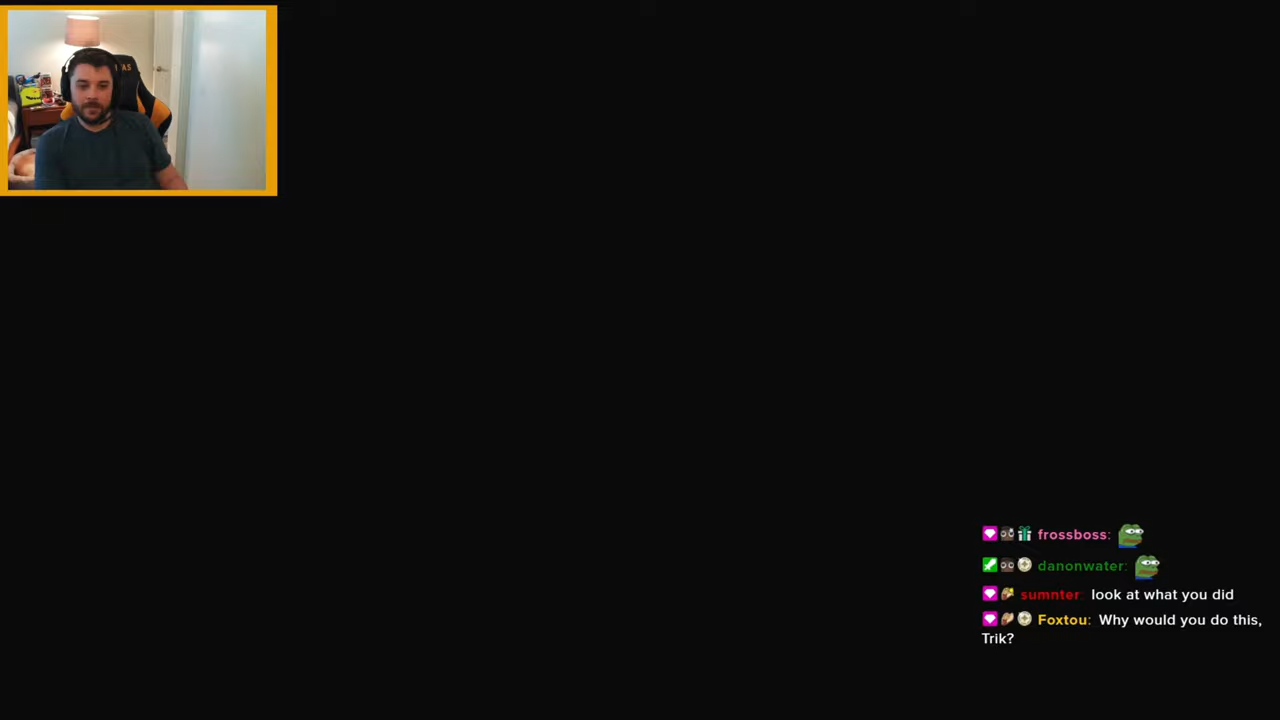 frossboss:
danonwater:
sumnter: look at what you did
Foxtou: Why would you do this,
Trik?